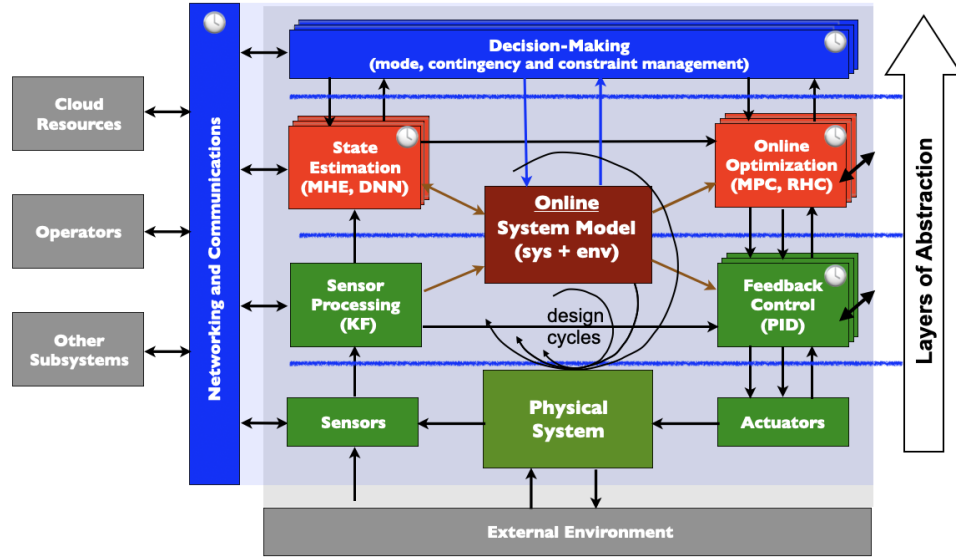 Decision-Making
(mode, contingency and constraint management)
Cloud
Resources
Operators
Other
Subsystems
Networking and Communications
State
Estimation
(MHE, DNN)
Online
Optimization
(MPC, RHC)
Online
System Model
(sys + env)
Sensor
Processing
(KF)
Feedback
Control
(PID)
design
cycles
Sensors
Physical
System
Actuators
External Environment
Layers of Abstraction